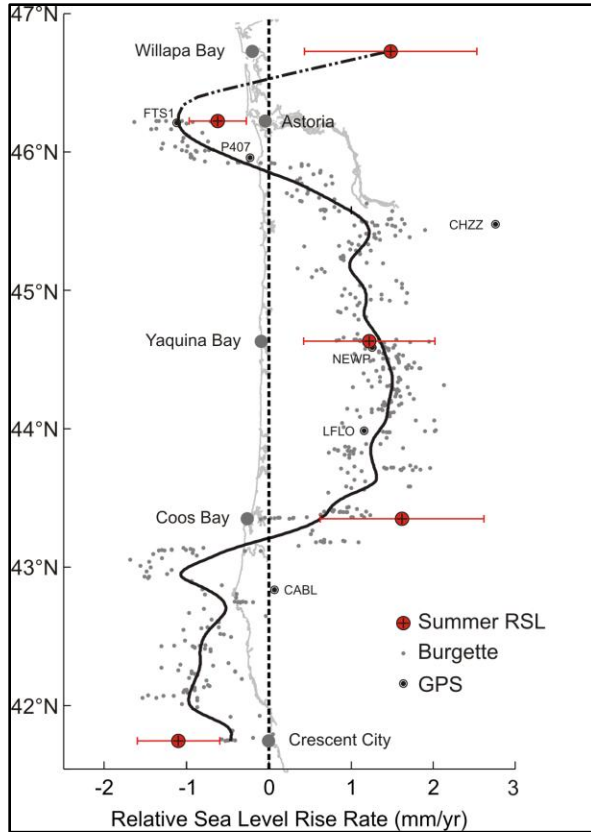 47°N
Willapa Bay
FTS1
Astoria
46°N
P407
CHZZ
45°N
Yaquina Bay
NEWP
LFLO
44°N
Coos Bay
43°N
CABL
Summer RSL
Burgette
GPS
42°N
Crescent City
-2
-1
0
1
2
3
Relative Sea Level Rise Rate (mm/yr)